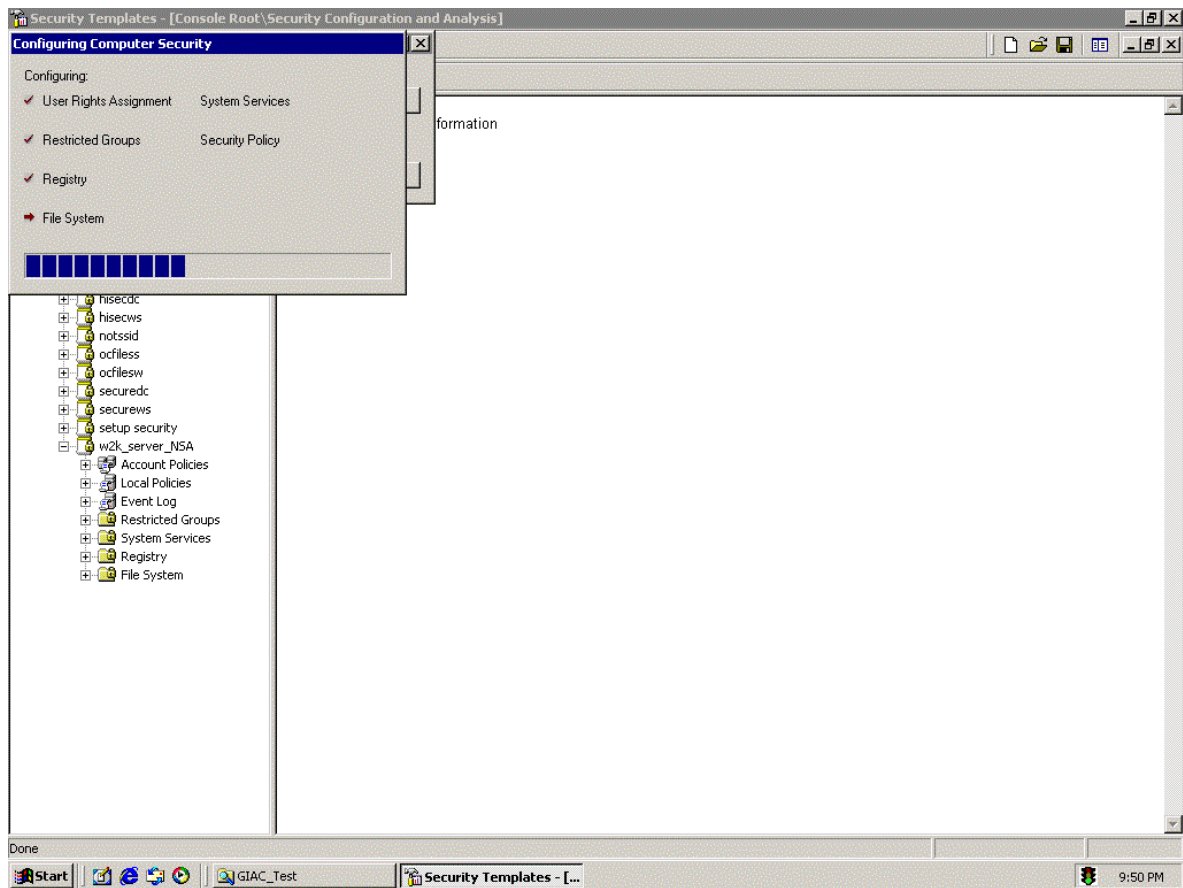 Security Templates - [Console Root\Security Configuration and Analysis]
Configuring Computer Security
Configuring:
User Rights Assignment System Services
Restricted Groups Security Policy
Registry
File System
formation
hisecdc
hisecws
notssid
ocfiless
ocfilesw
securedc
securews
setup security
w2k_server_NSA
Account Policies
Local Policies
Event Log
Restricted Groups
System Services
Registry
File System
Done
Start GIAC_Test Security Templates - [... 9:50 PM